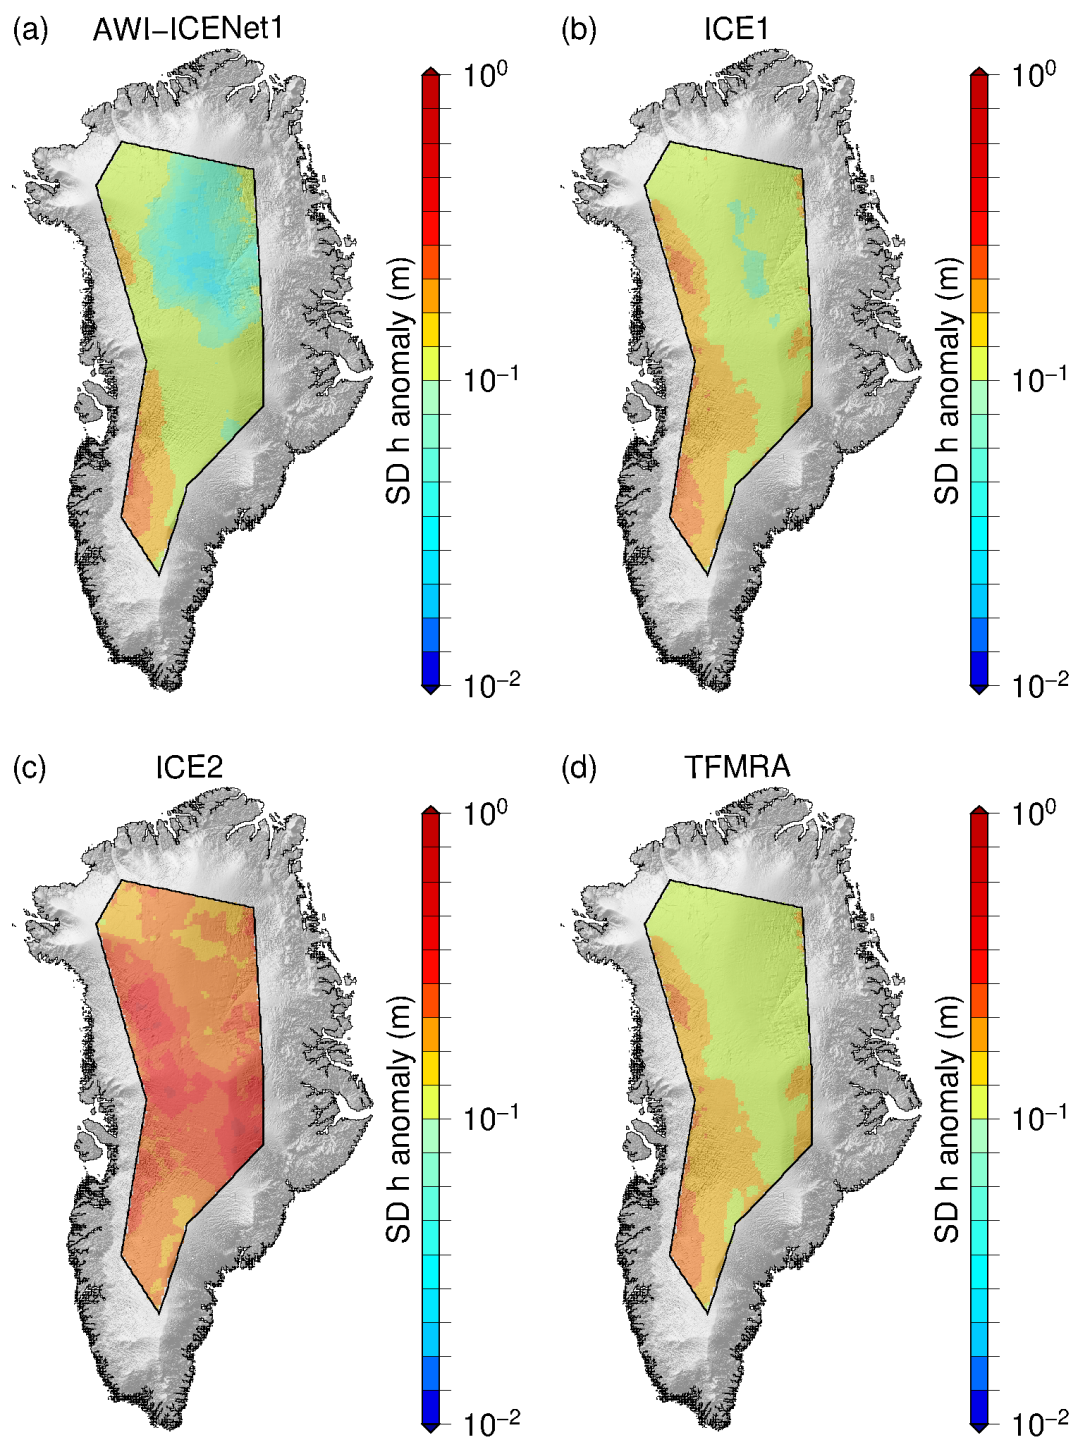 (a) AWI−ICENet1
10⁰
10⁻¹
10⁻²
SD h anomaly (m)
(b) ICE1
10⁰
10⁻¹
10⁻²
SD h anomaly (m)
(c) ICE2
10⁰
10⁻¹
10⁻²
SD h anomaly (m)
(d) TFMRA
10⁰
10⁻¹
10⁻²
SD h anomaly (m)